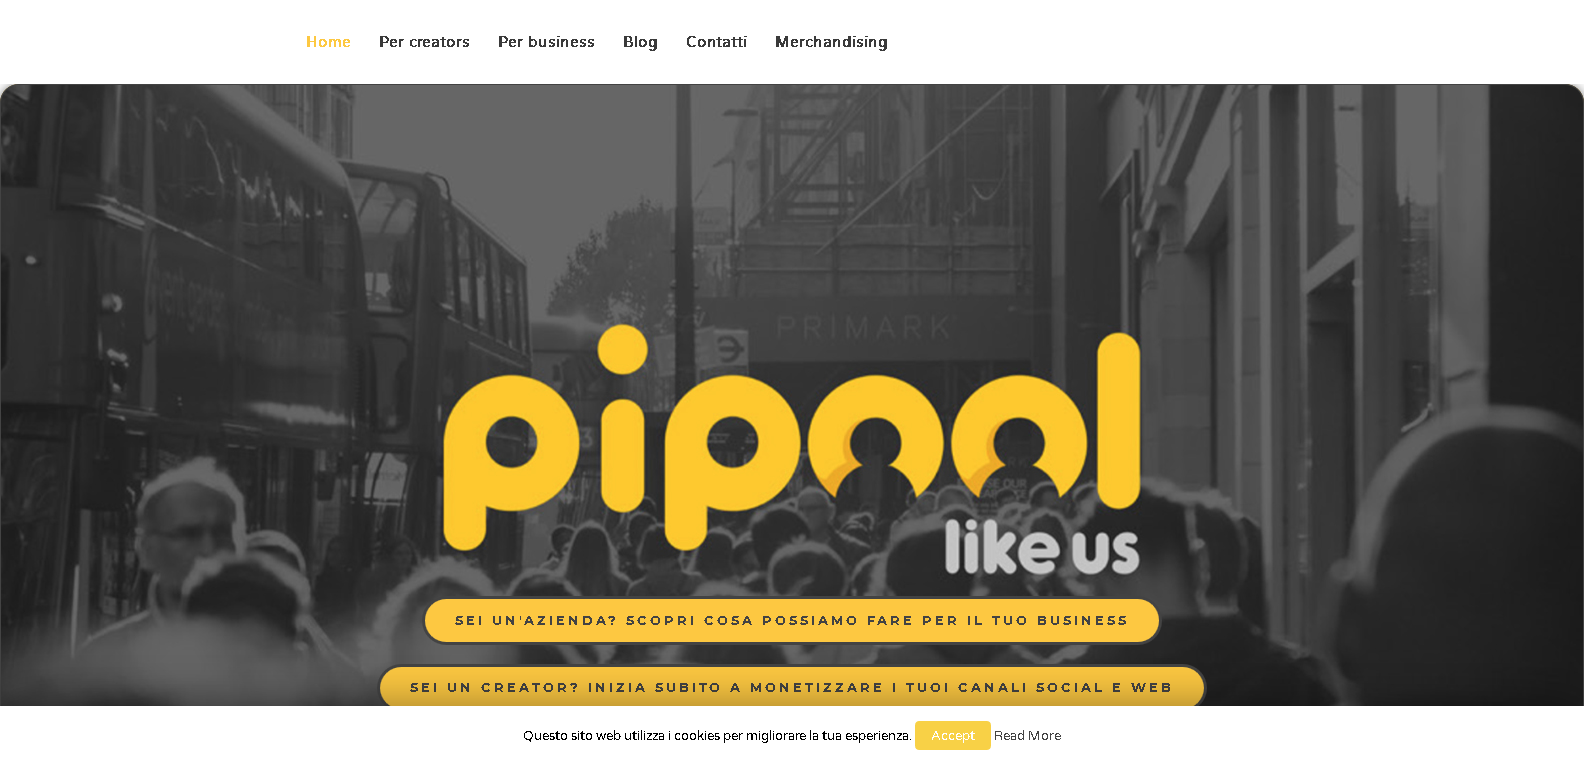 Home Per creators Per business Blog Contatti Merchandising
PRIMARK
pipool
like us
SEI UN'AZIENDA? SCOPRI COSA POSSIAMO FARE PER IL TUO BUSINESS
SEI UN CREATOR? INIZIA SUBITO A MONETIZZARE I TUOI CANALI SOCIAL E WEB
Questo sito web utilizza i cookies per migliorare la tua esperienza. Accept Read More